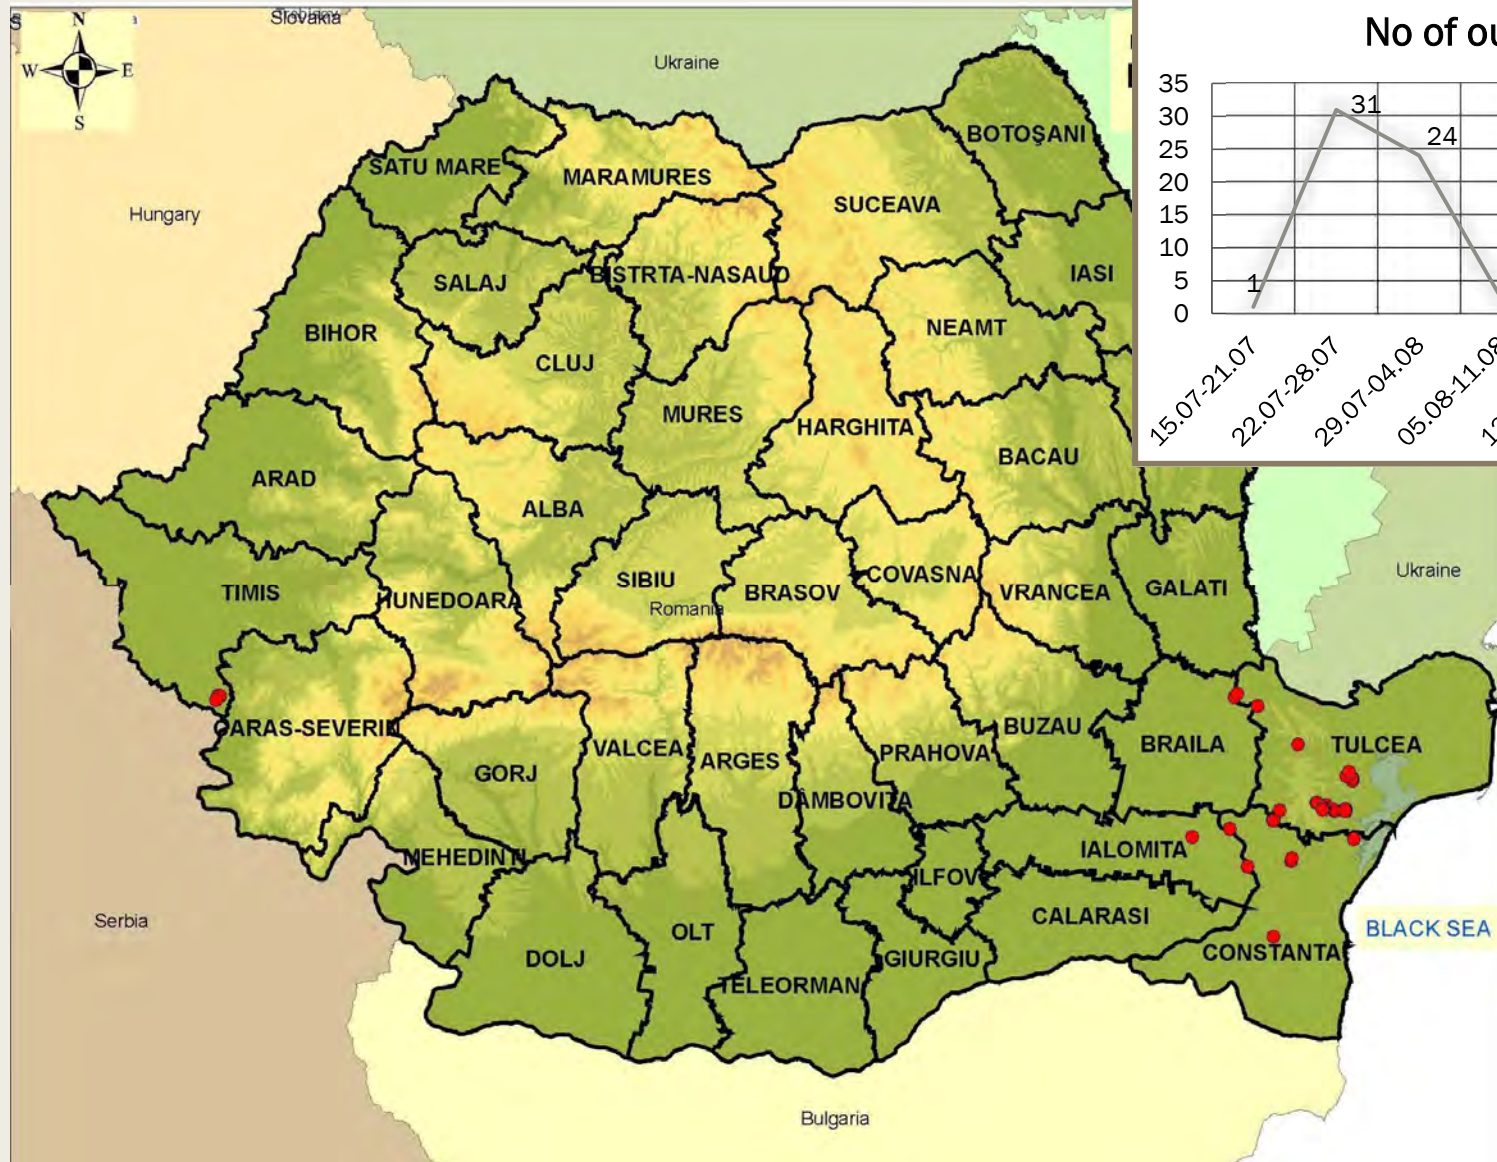 N
W E
S
Slovakia
Ukraine
Hungary
No of ou
35
30
25
20
15
10
5
0
1
31
24
15.07-21.07
22.07-28.07
29.07-04.08
05.08-11.08
12
BOTOŞANI
SATU MARE
MARAMURES
SUCEAVA
IASI
SALAJ
BISTRTA-NASAUD
NEAMT
BIHOR
CLUJ
MURES
HARGHITA
BACAU
ARAD
ALBA
TIMIS
HUNEDOARA
SIBIU
Romania
BRASOV
COVASNA
VRANCEA
GALATI
Ukraine
CARAS-SEVERIN
GORJ
VALCEA
ARGES
PRAHOVA
DÂMBOVITA
BUZAU
BRAILA
TULCEA
MEHEDINTI
IALOMITA
ILFOV
CALARASI
Serbia
DOLJ
OLT
TELEORMAN
GIURGIU
CONSTANTA
BLACK SEA
Bulgaria